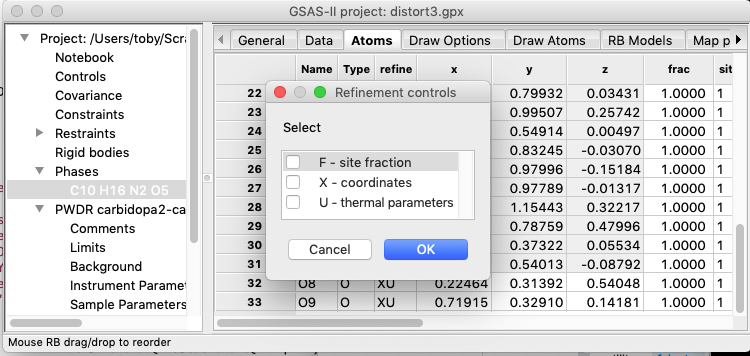 GSAS-II project: distort3.gpx
Project: /Users/toby/Scra
Notebook
Controls
Covariance
Constraints
Restraints
Rigid bodies
Phases
C10 H16 N2 O5
PWDR carbidopa2-ca
Comments
Limits
Background
Instrument Parame
Sample Parameters
General Data Atoms Draw Options Draw Atoms RB Models Map p
Name Type refine x y z frac sit
22 0.79932 0.03431 1.0000 1
23 0.99507 0.25742 1.0000 1
24 0.54914 0.00497 1.0000 1
25 0.83245 -0.03070 1.0000 1
26 0.97996 -0.15184 1.0000 1
27 0.97788 -0.01317 1.0000 1
28 1.15443 0.32217 1.0000 1
29 0.78759 0.47996 1.0000 1
30 0.37322 0.05534 1.0000 1
31 0.54013 -0.08792 1.0000 1
32 O8 O XU 0.22464 0.31392 0.54048 1.0000 1
33 O9 O XU 0.71915 0.32910 0.14181 1.0000 1
Refinement controls
Select
F - site fraction
X - coordinates
U - thermal parameters
Cancel OK
Mouse RB drag/drop to reorder